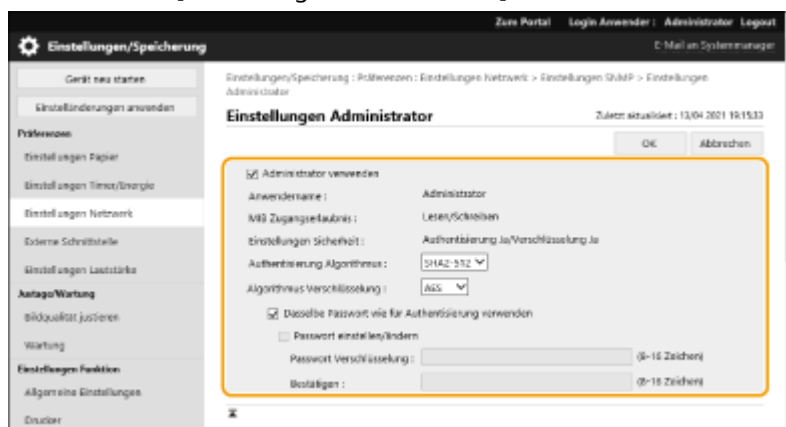 Zum Portal Login Anwender : Administrator Logout
Einstellungen/Speicherung E-Mail an Systemmanager
Gerät neu starten
Einstelländerungen anwenden
Präferenzen
Einstellungen Papier
Einstellungen Timer/Energie
Einstellungen Netzwerk
Externe Schnittstelle
Einstellungen Lautstärke
Justage/Wartung
Bildqualität justieren
Wartung
Einstellungen Funktion
Allgemeine Einstellungen
Drucker
Einstellungen/Speicherung : Präferenzen : Einstellungen Netzwerk > Einstellungen SNMP > Einstellungen
Administrator
Einstellungen Administrator
Zuletzt aktualisiert : 13/04 2021 19:15:33
OK Abbrechen
Administrator verwenden
Anwendername : Administrator
MIB Zugangserlaubnis : Lesen/Schreiben
Einstellungen Sicherheit : Authentisierung Ja/Verschlüsselung Ja
Authentisierung Algorithmus : SHA2-512
Algorithmus Verschlüsselung : AES
Dasselbe Passwort wie für Authentisierung verwenden
Passwort einstellen/ändern
Passwort Verschlüsselung : (6-16 Zeichen)
Bestätigen : (6-16 Zeichen)